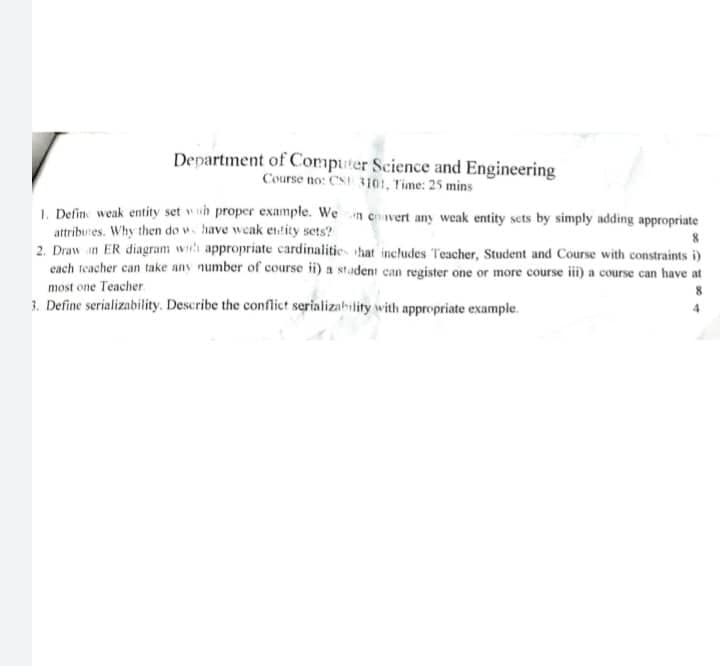 Department of Computer Science and Engineering
Course no: CSE 3101, Time: 25 mins
1. Define weak entity set with proper example. We can convert any weak entity sets by simply adding appropriate
attributes. Why then do we have weak entity sets?
8
2. Draw an ER diagram with appropriate cardinalities that includes Teacher, Student and Course with constraints i)
each teacher can take any number of course ii) a student can register one or more course iii) a course can have at
most one Teacher.
8
3. Define serializability. Describe the conflict serializability with appropriate example.
4